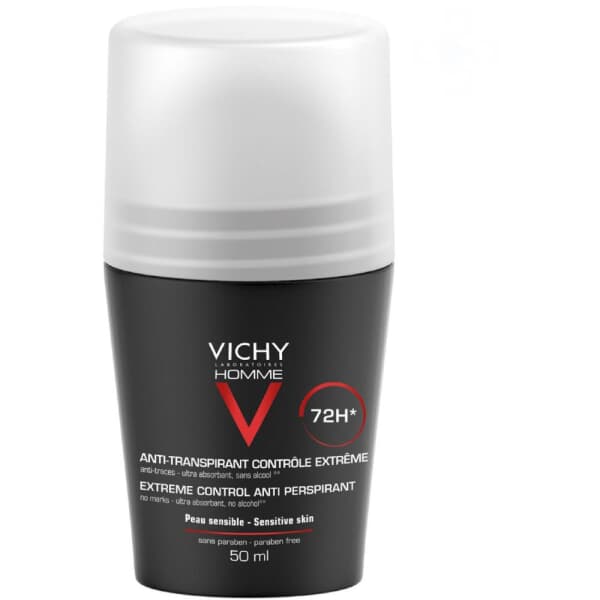 VICHY
LABORATOIRES
HOMME
V
72H*
ANTI-TRANSPIRANT CONTRÔLE EXTRÊME
anti-traces - ultra absorbant, sans alcool **
EXTREME CONTROL ANTI PERSPIRANT
no marks - ultra absorbant, no alcohol**
Peau sensible - Sensitive skin
sans paraben - paraben free
50 ml